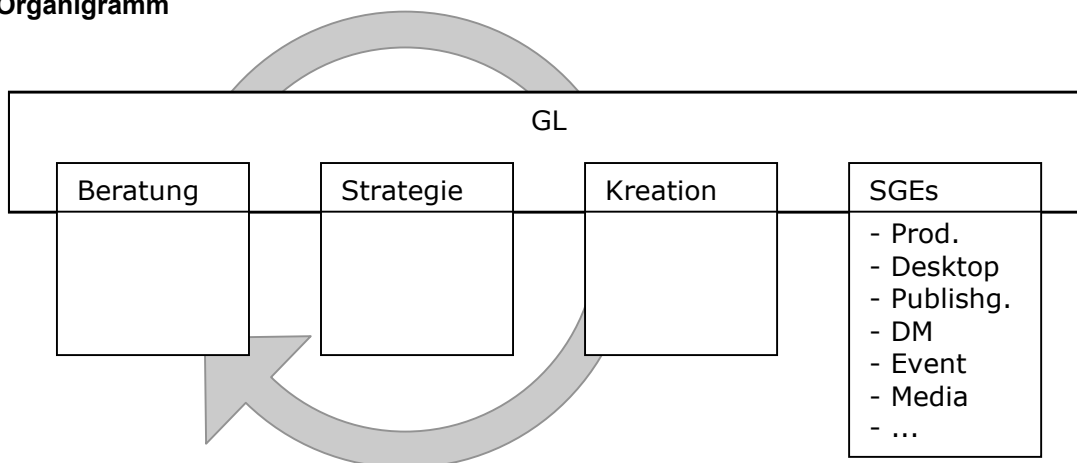 Organigramm
GL
Beratung
Strategie
Kreation
SGEs
- Prod.
- Desktop
- Publishg.
- DM
- Event
- Media
- ...